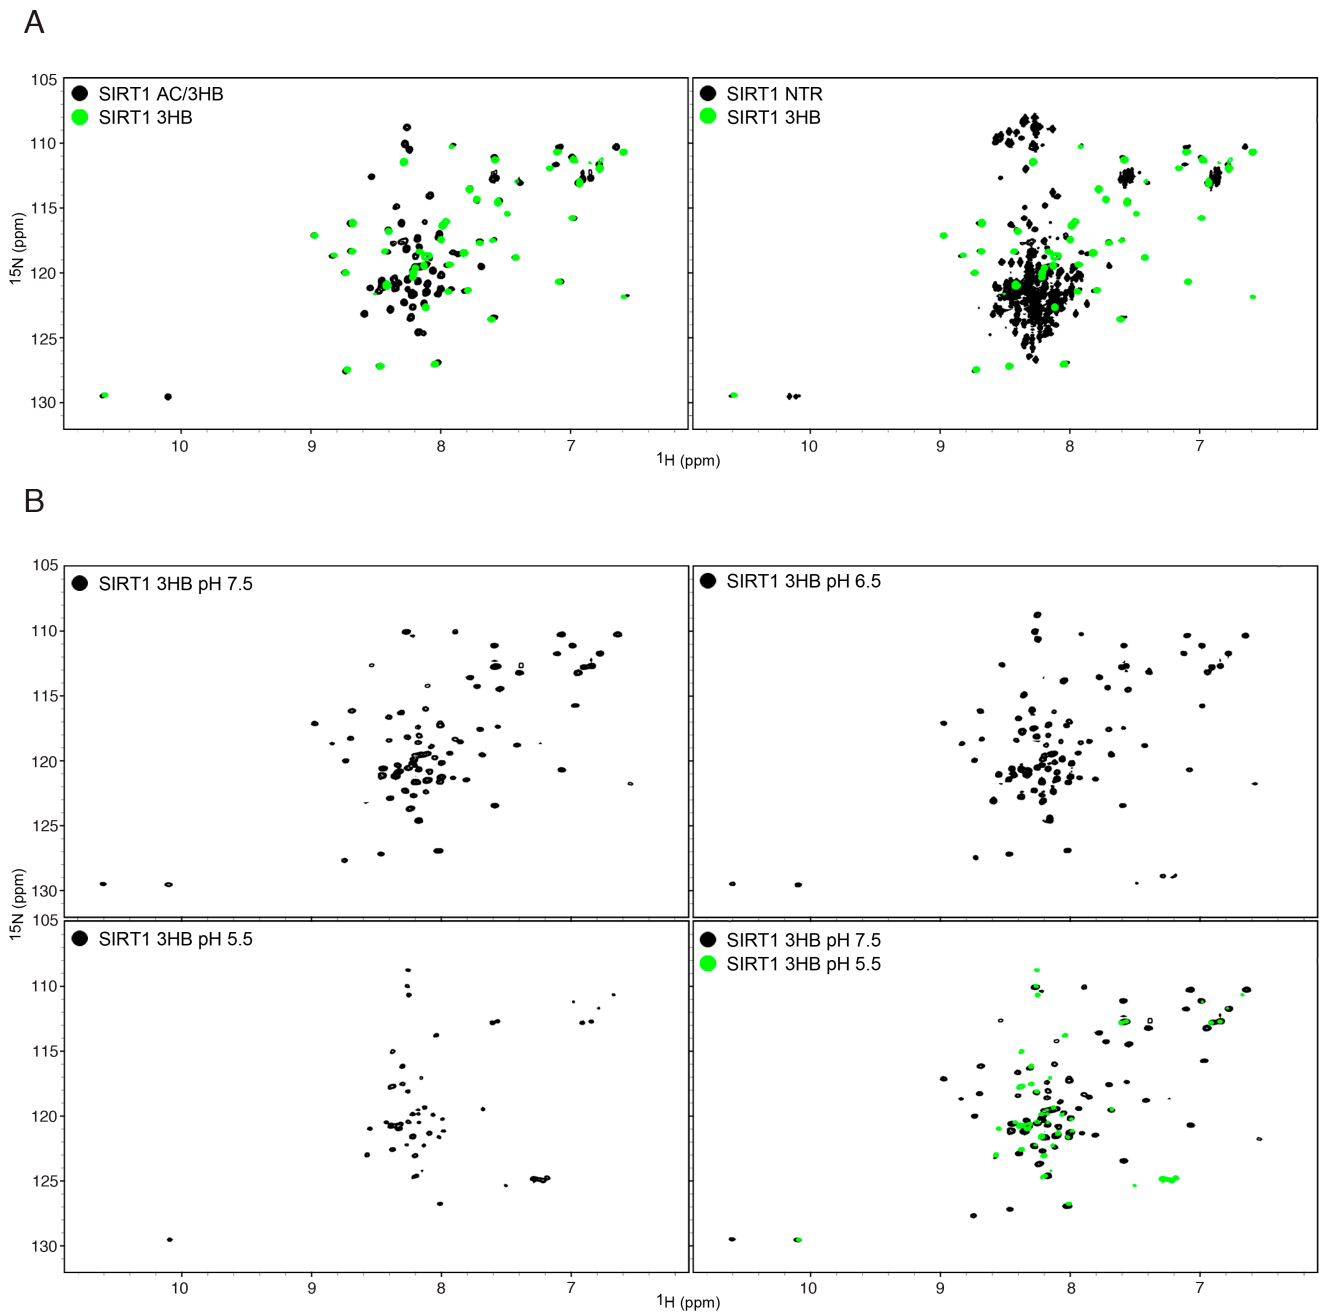 A
SIRT1 AC/3HB
SIRT1 3HB
SIRT1 NTR
SIRT1 3HB
105
110
115
120
125
130
15N (ppm)
10 9 8 7
10 9 8 7
1H (ppm)
B
SIRT1 3HB pH 7.5
SIRT1 3HB pH 6.5
105
110
115
120
125
130
15N (ppm)
SIRT1 3HB pH 5.5
SIRT1 3HB pH 7.5
SIRT1 3HB pH 5.5
105
110
115
120
125
130
10 9 8 7
10 9 8 7
1H (ppm)